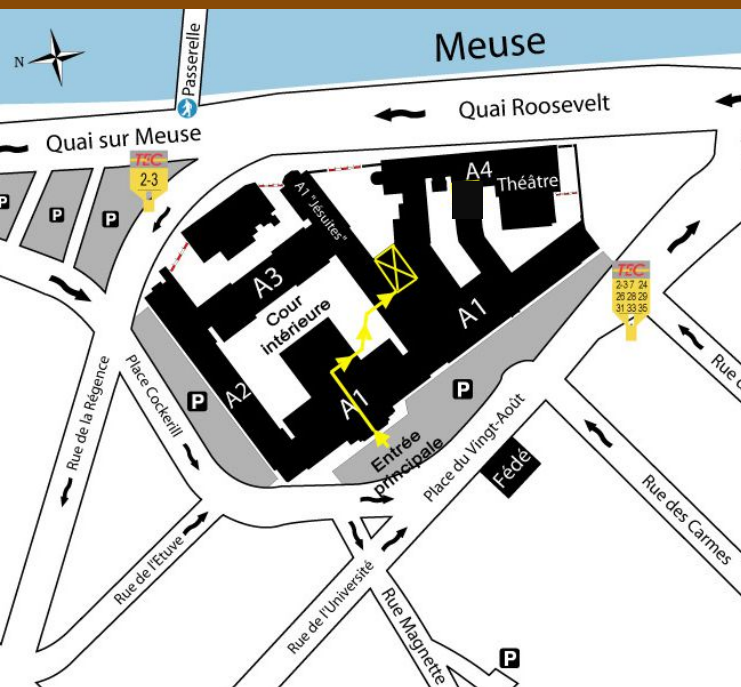 Meuse
N
Passerelle
Quai Roosevelt
Quai sur Meuse
TEC
2-3
P
P
P
A4
Théâtre
A1 "Jésuites"
A3
Cour
intérieure
A1
TEC
2-3 7 24
26 28 29
31 33 35
P
A2
A1
P
Place Cockerill
Rue de la Régence
Entrée
principale
Place du Vingt-Août
Fédé
Rue d
Rue des Carmes
Rue de l'Etuve
Rue de l'Université
Rue Magnette
P